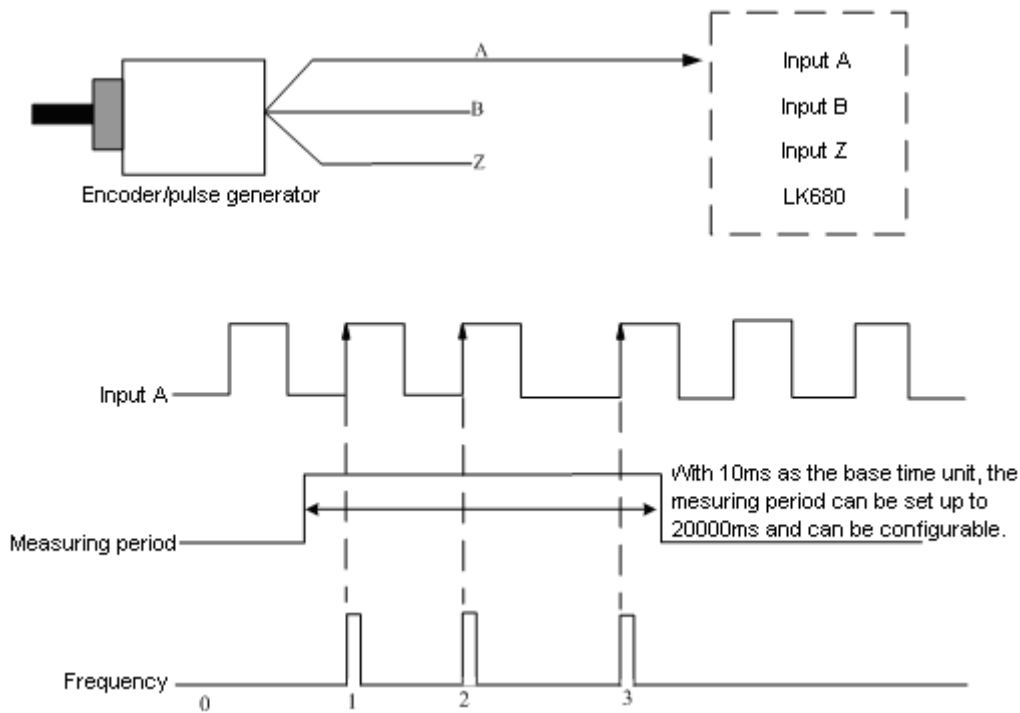 A
B
Z
Encoder/pulse generator
Input A
Input B
Input Z
LK680
Input A
Measuring period
With 10ms as the base time unit, the
mesuring period can be set up to
20000ms and can be configurable.
Frequency
0
1
2
3